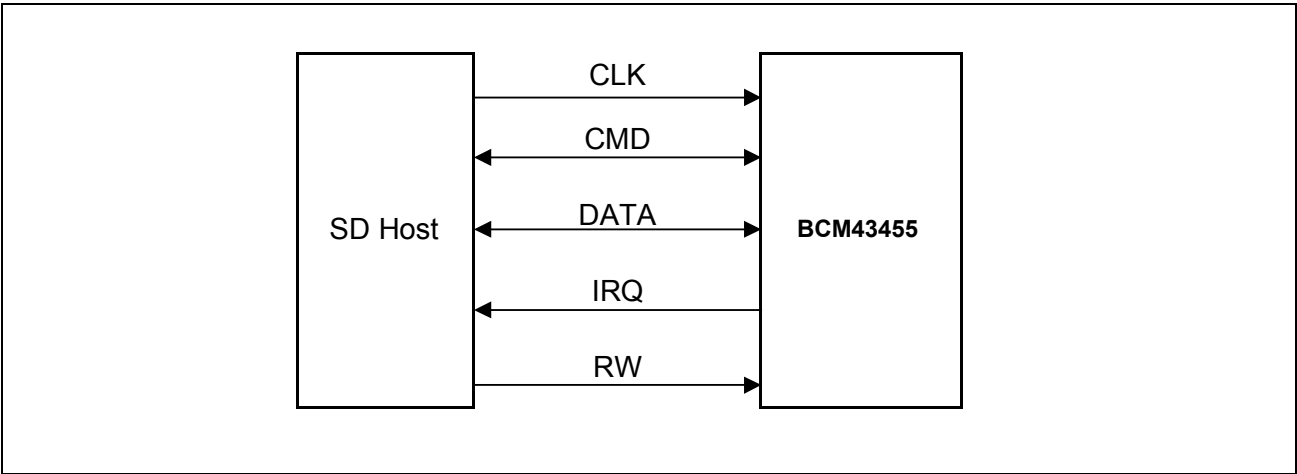 CLK
CMD
DATA
IRQ
RW
SD Host
BCM43455